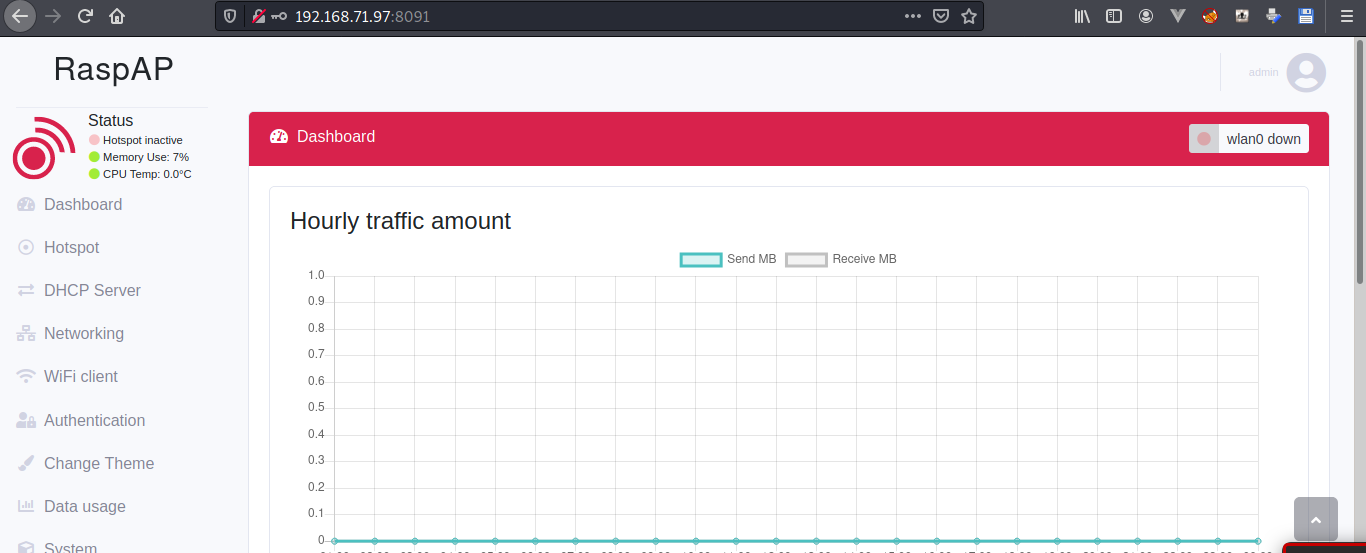 192.168.71.97:8091
RaspAP
admin
Status
Hotspot inactive
Memory Use: 7%
CPU Temp: 0.0°C
Dashboard
Hotspot
DHCP Server
Networking
WiFi client
Authentication
Change Theme
Data usage
System
Dashboard
wlan0 down
Hourly traffic amount
Send MB Receive MB
1.0
0.9
0.8
0.7
0.6
0.5
0.4
0.3
0.2
0.1
0